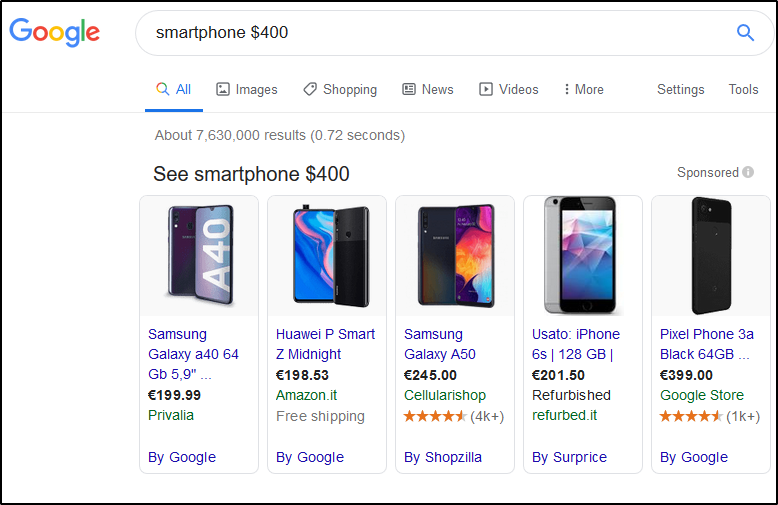 Google
smartphone $400
All Images Shopping News Videos More Settings Tools
About 7,630,000 results (0.72 seconds)
See smartphone $400
Sponsored
A40
Samsung
Galaxy a40 64
Gb 5,9" ...
€199.99
Privalia
By Google
Huawei P Smart
Z Midnight
€198.53
Amazon.it
Free shipping
By Google
Samsung
Galaxy A50
€245.00
Cellularishop
(4k+)
By Shopzilla
Usato: iPhone
6s | 128 GB |
€201.50
Refurbished
refurbed.it
By Surprice
Pixel Phone 3a
Black 64GB ...
€399.00
Google Store
(1k+)
By Google